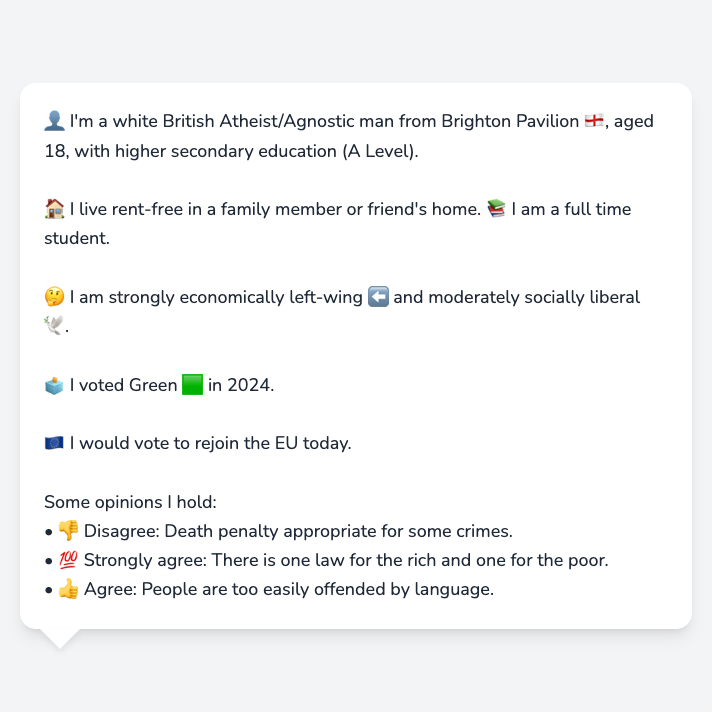 👤 I'm a white British Atheist/Agnostic man from Brighton Pavilion 🏴󠁧󠁢󠁥󠁮󠁧󠁿, aged
18, with higher secondary education (A Level).
🏠 I live rent-free in a family member or friend's home. 📚 I am a full time
student.
🤔 I am strongly economically left-wing ⬅️ and moderately socially liberal
🕊️.
🗳️ I voted Green 🟩 in 2024.
🇪🇺 I would vote to rejoin the EU today.
Some opinions I hold:
• 👎 Disagree: Death penalty appropriate for some crimes.
• 💯 Strongly agree: There is one law for the rich and one for the poor.
• 👍 Agree: People are too easily offended by language.